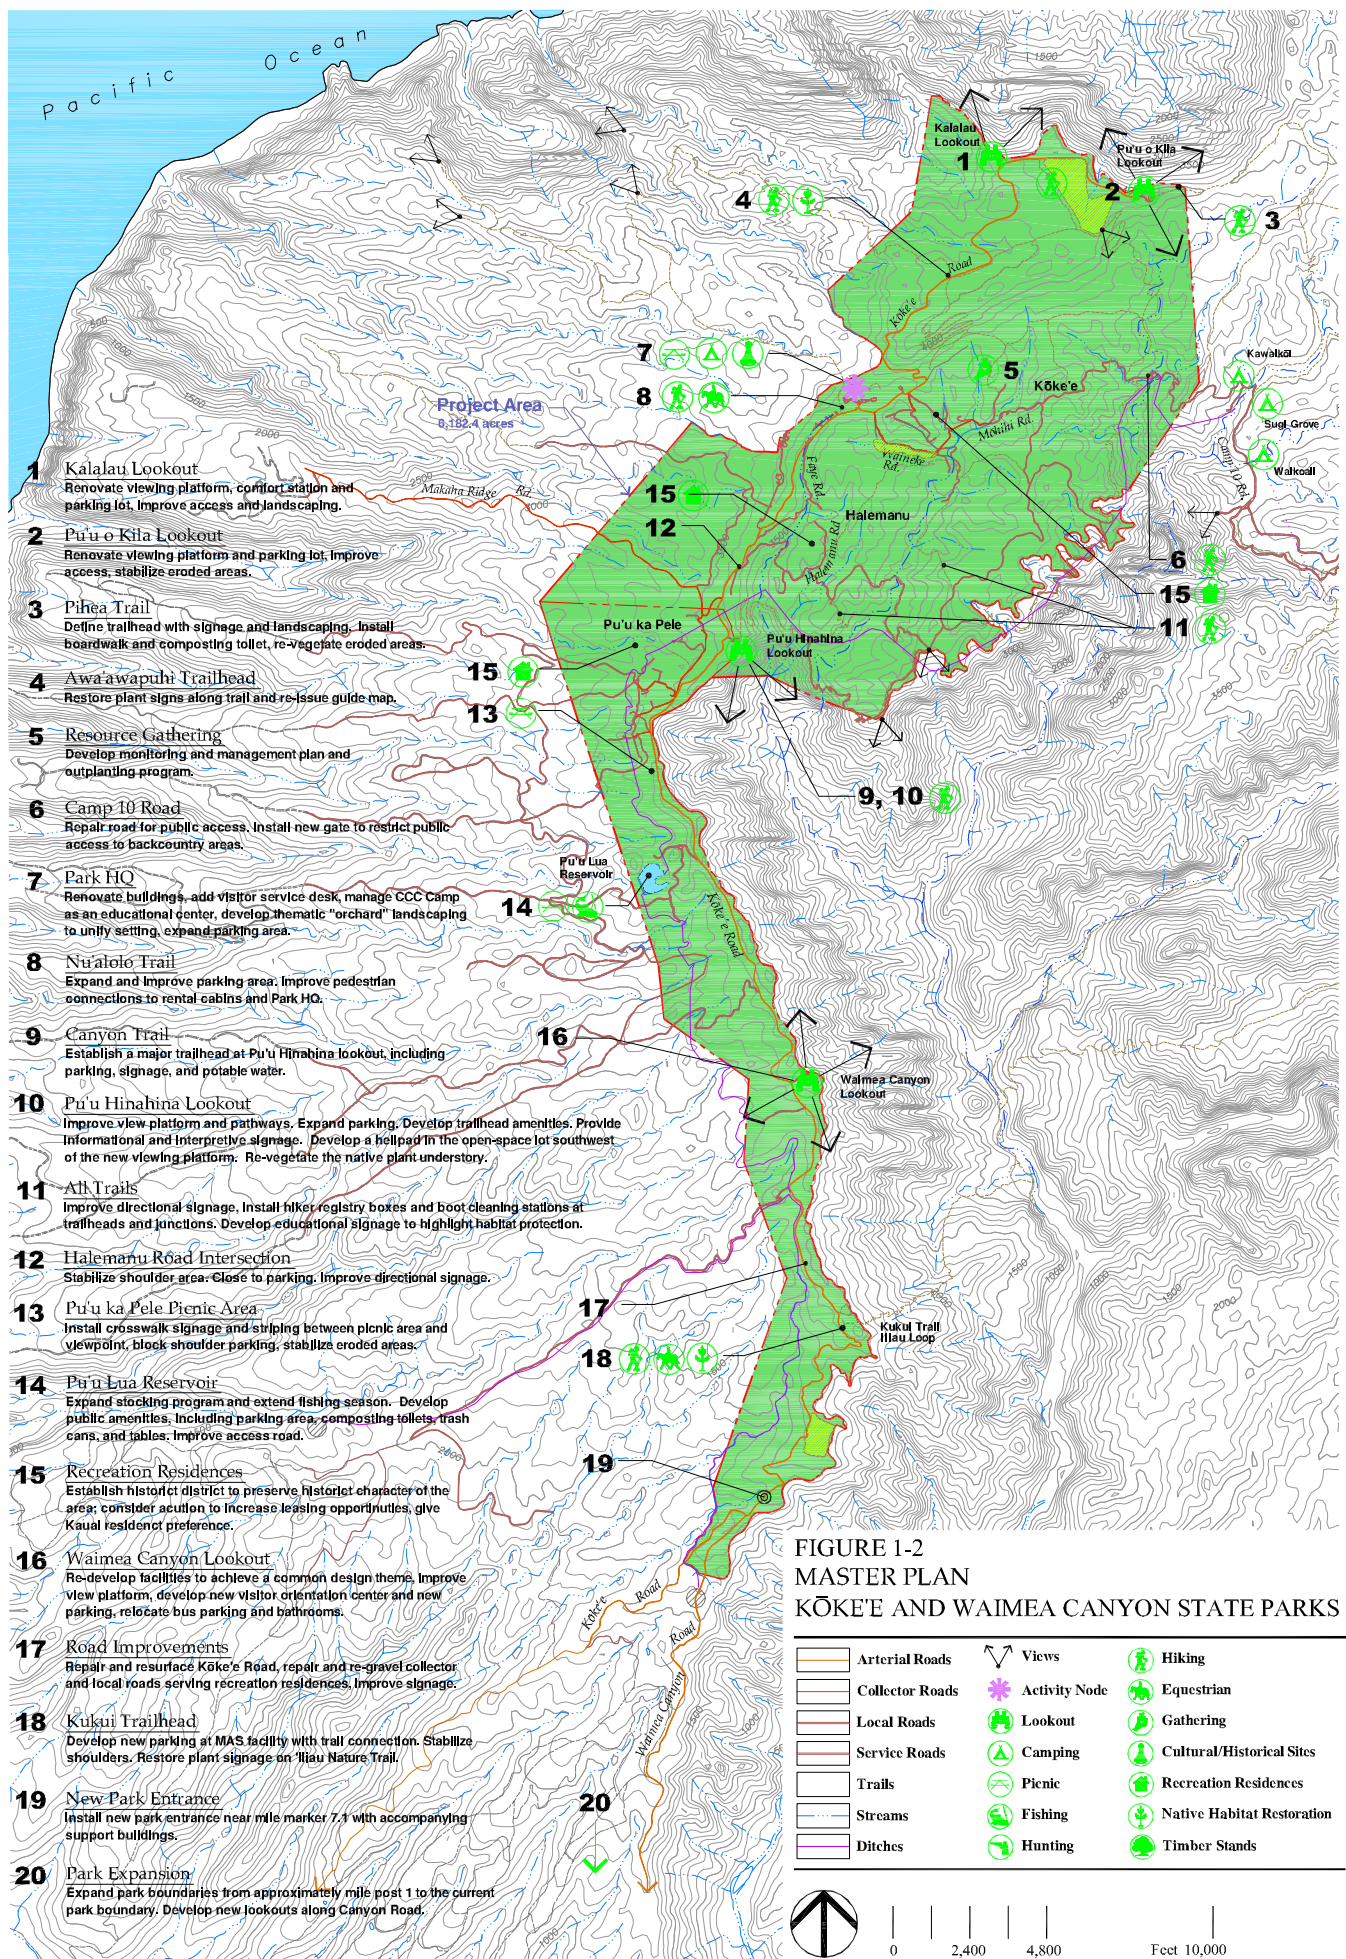 Pacific Ocean
Kalalau
Lookout
1
Pu'u o Kila
Lookout
2
3
4
Road
Koke'e
7
8
5
Kōke'e
Kawaikōi
Sugi Grove
Camp 10 Rd.
Waikoali
Project Area
6,182.4 acres
Mohihi Rd.
Waineke
Rd.
Faye Rd.
15
12
Halemanu
Halemanu Rd
Makaha Ridge Rd
6
15
11
Pu'u ka Pele
Pu'u Hinahina
Lookout
15
13
9, 10
Pu'u Lua
Reservoir
14
Kōke'e Road
16
Waimea Canyon
Lookout
17
Kukui Trail
Iliau Loop
18
19
Koke'e Road
Waimea Canyon Road
20
1 Kalalau Lookout
Renovate viewing platform, comfort station and
parking lot, improve access and landscaping.
2 Pu'u o Kila Lookout
Renovate viewing platform and parking lot, improve
access, stabilize eroded areas.
3 Pihea Trail
Define trailhead with signage and landscaping, install
boardwalk and composting toilet, re-vegetate eroded areas.
4 Awa'awapuhi Trailhead
Restore plant signs along trail and re-issue guide map.
5 Resource Gathering
Develop monitoring and management plan and
outplanting program.
6 Camp 10 Road
Repair road for public access. Install new gate to restrict public
access to backcountry areas.
7 Park HQ
Renovate buildings, add visitor service desk, manage CCC Camp
as an educational center, develop thematic "orchard" landscaping
to unify setting, expand parking area.
8 Nu'alolo Trail
Expand and improve parking area. Improve pedestrian
connections to rental cabins and Park HQ.
9 Canyon Trail
Establish a major trailhead at Pu'u Hinahina lookout, including
parking, signage, and potable water.
10 Pu'u Hinahina Lookout
Improve view platform and pathways. Expand parking. Develop trailhead amenities. Provide
informational and interpretive signage. Develop a helipad in the open-space lot southwest
of the new viewing platform. Re-vegetate the native plant understory.
11 All Trails
Improve directional signage, install hiker registry boxes and boot cleaning stations at
trailheads and junctions. Develop educational signage to highlight habitat protection.
12 Halemanu Road Intersection
Stabilize shoulder area. Close to parking. Improve directional signage.
13 Pu'u ka Pele Picnic Area
Install crosswalk signage and striping between picnic area and
viewpoint, block shoulder parking, stabilize eroded areas.
14 Pu'u Lua Reservoir
Expand stocking program and extend fishing season. Develop
public amenities, including parking area, composting toilets, trash
cans, and tables. Improve access road.
15 Recreation Residences
Establish historict district to preserve historict character of the
area; consider acution to increase leasing opportinuties, give
Kauai residenct preference.
16 Waimea Canyon Lookout
Re-develop facilities to achieve a common design theme, improve
view platform, develop new visitor orientation center and new
parking, relocate bus parking and bathrooms.
17 Road Improvements
Repair and resurface Kōke'e Road, repair and re-gravel collector
and local roads serving recreation residences. Improve signage.
18 Kukui Trailhead
Develop new parking at MAS facility with trail connection. Stabilize
shoulders. Restore plant signage on 'Iliau Nature Trail.
19 New Park Entrance
Install new park entrance near mile marker 7.1 with accompanying
support buildings.
20 Park Expansion
Expand park boundaries from approximately mile post 1 to the current
park boundary. Develop new lookouts along Canyon Road.
FIGURE 1-2
MASTER PLAN
KŌKE'E AND WAIMEA CANYON STATE PARKS
Arterial Roads
Collector Roads
Local Roads
Service Roads
Trails
Streams
Ditches
Views
Activity Node
Lookout
Camping
Picnic
Fishing
Hunting
Hiking
Equestrian
Gathering
Cultural/Historical Sites
Recreation Residences
Native Habitat Restoration
Timber Stands
0 2,400 4,800 Feet 10,000